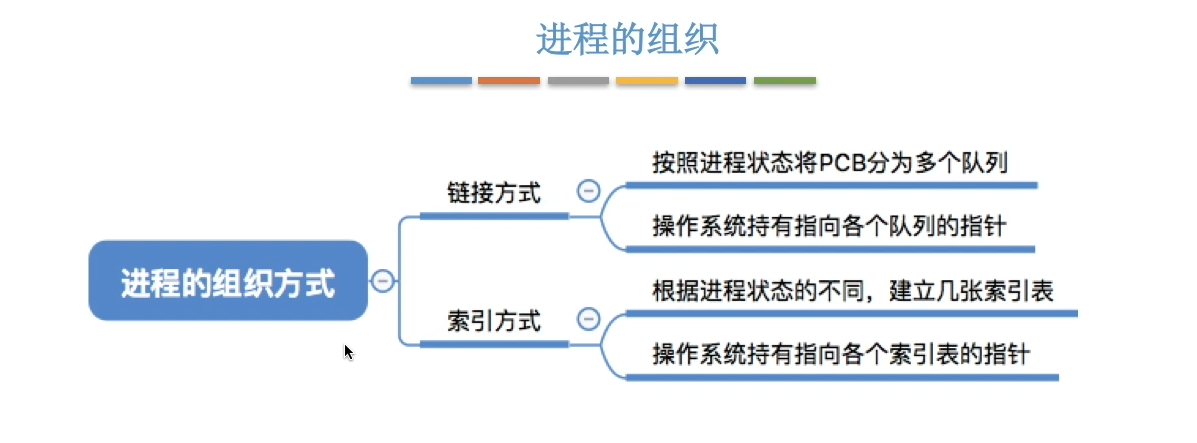 进程的组织
按照进程状态将PCB分为多个队列
链接方式
操作系统持有指向各个队列的指针
进程的组织方式
根据进程状态的不同，建立几张索引表
索引方式
操作系统持有指向各个索引表的指针